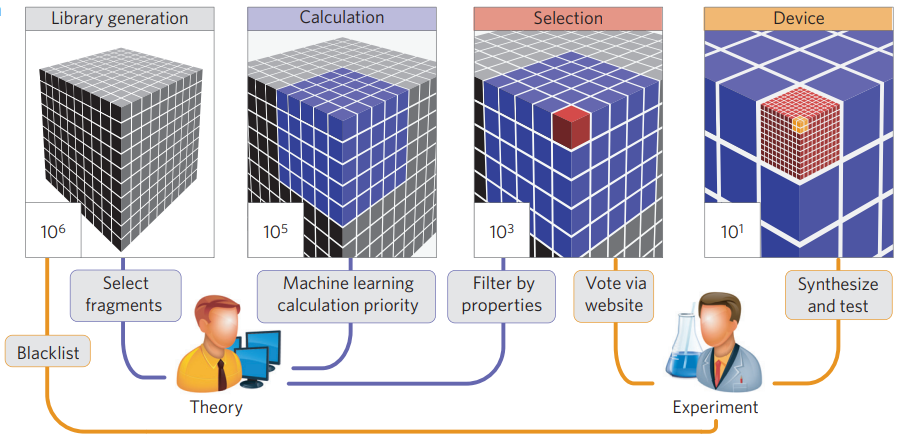 Library generation
Calculation
Selection
Device
10⁶
10⁵
10³
10¹
Select
fragments
Machine learning
calculation priority
Filter by
properties
Vote via
website
Synthesize
and test
Blacklist
Theory
Experiment